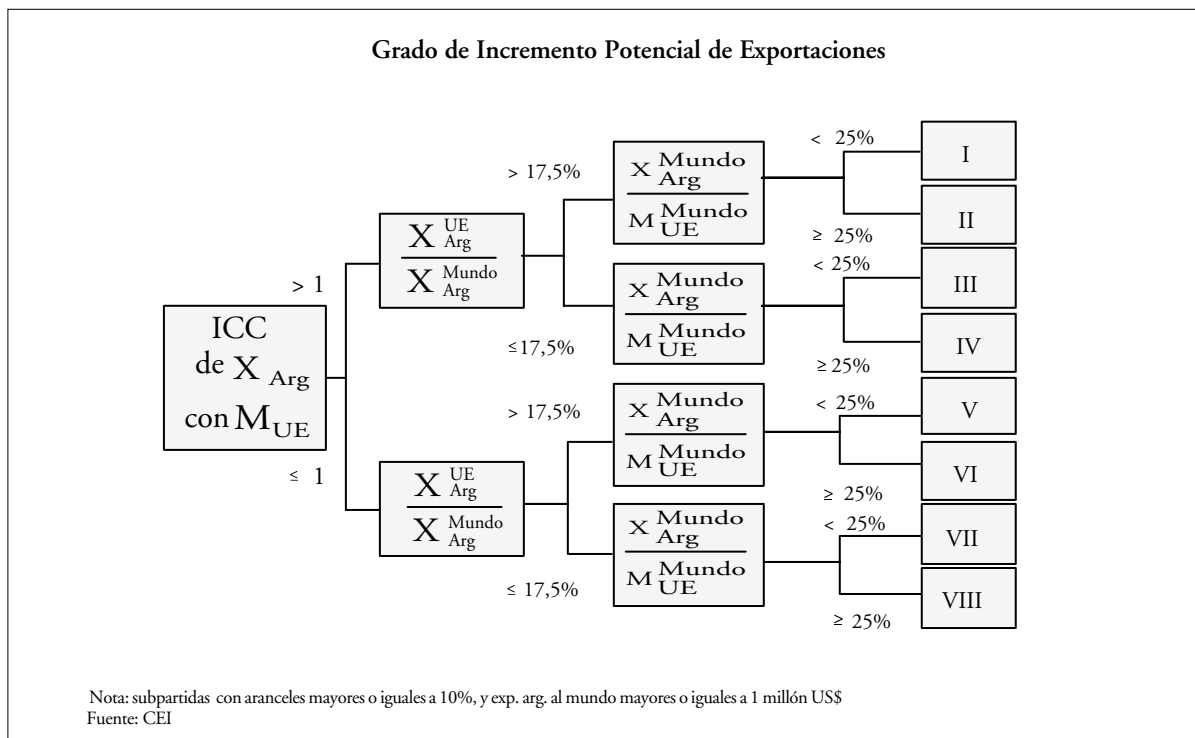 Grado de Incremento Potencial de Exportaciones
ICC
de X Arg
con M UE
> 1
≤ 1
X UE Arg
X Mundo Arg
> 17,5%
≤17,5%
X Mundo Arg
M Mundo UE
< 25%
≥ 25%
I
II
X Mundo Arg
M Mundo UE
< 25%
≥ 25%
III
IV
X UE Arg
X Mundo Arg
> 17,5%
≤ 17,5%
X Mundo Arg
M Mundo UE
< 25%
≥ 25%
V
VI
X Mundo Arg
M Mundo UE
< 25%
≥ 25%
VII
VIII
Nota: subpartidas con aranceles mayores o iguales a 10%, y exp. arg. al mundo mayores o iguales a 1 millón US$
Fuente: CEI